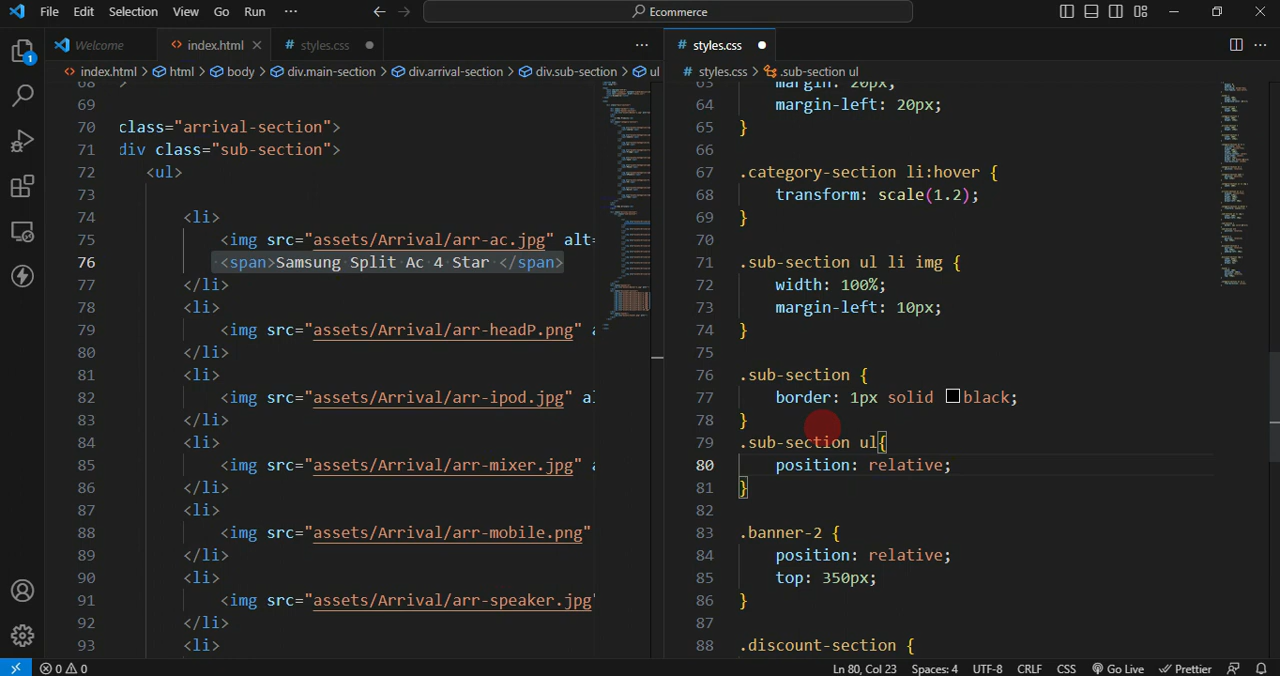 File Edit Selection View Go Run ··· Ecommerce
Welcome index.html styles.css ··· styles.css ···
index.html > html > body > div.main-section > div.arrival-section > div.sub-section > ul
68 >
69
70 class="arrival-section">
71 div class="sub-section">
72 <ul>
73
74 <li>
75 <img src="assets/Arrival/arr-ac.jpg" alt=
76 <span>Samsung Split Ac 4 Star </span>
77 </li>
78 <li>
79 <img src="assets/Arrival/arr-headP.png" a
80 </li>
81 <li>
82 <img src="assets/Arrival/arr-ipod.jpg" al
83 </li>
84 <li>
85 <img src="assets/Arrival/arr-mixer.jpg" a
86 </li>
87 <li>
88 <img src="assets/Arrival/arr-mobile.png"
89 </li>
90 <li>
91 <img src="assets/Arrival/arr-speaker.jpg"
92 </li>
93 <li>
# styles.css > .sub-section ul
63 margin: 20px;
64 margin-left: 20px;
65 }
66
67 .category-section li:hover {
68 transform: scale(1.2);
69 }
70
71 .sub-section ul li img {
72 width: 100%;
73 margin-left: 10px;
74 }
75
76 .sub-section {
77 border: 1px solid black;
78 }
79 .sub-section ul{
80 position: relative;
81 }
82
83 .banner-2 {
84 position: relative;
85 top: 350px;
86 }
87
88 .discount-section {
1
0 0 Ln 80, Col 23 Spaces: 4 UTF-8 CRLF CSS Go Live Prettier